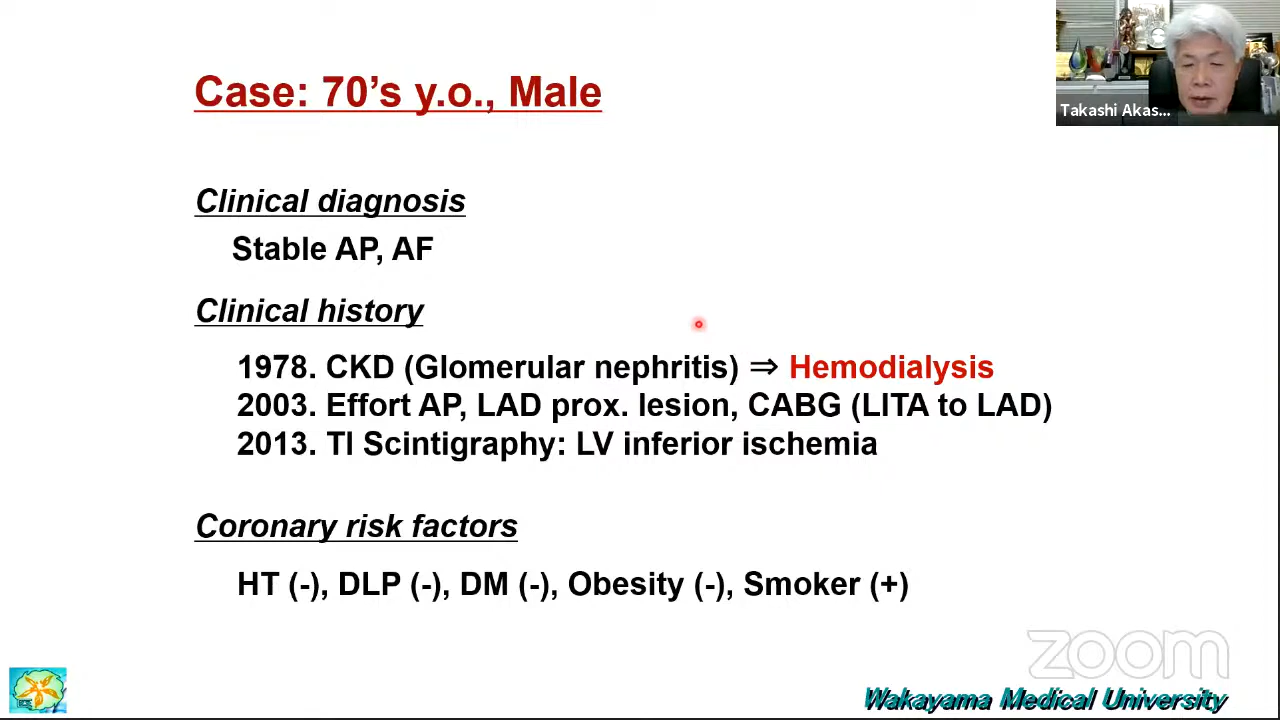 Case: 70’s y.o., Male
Takashi Akas...
Clinical diagnosis
Stable AP, AF
Clinical history
1978. CKD (Glomerular nephritis) ⇒ Hemodialysis
2003. Effort AP, LAD prox. lesion, CABG (LITA to LAD)
2013. Tl Scintigraphy: LV inferior ischemia
Coronary risk factors
HT (-), DLP (-), DM (-), Obesity (-), Smoker (+)
zoom
Wakayama Medical University